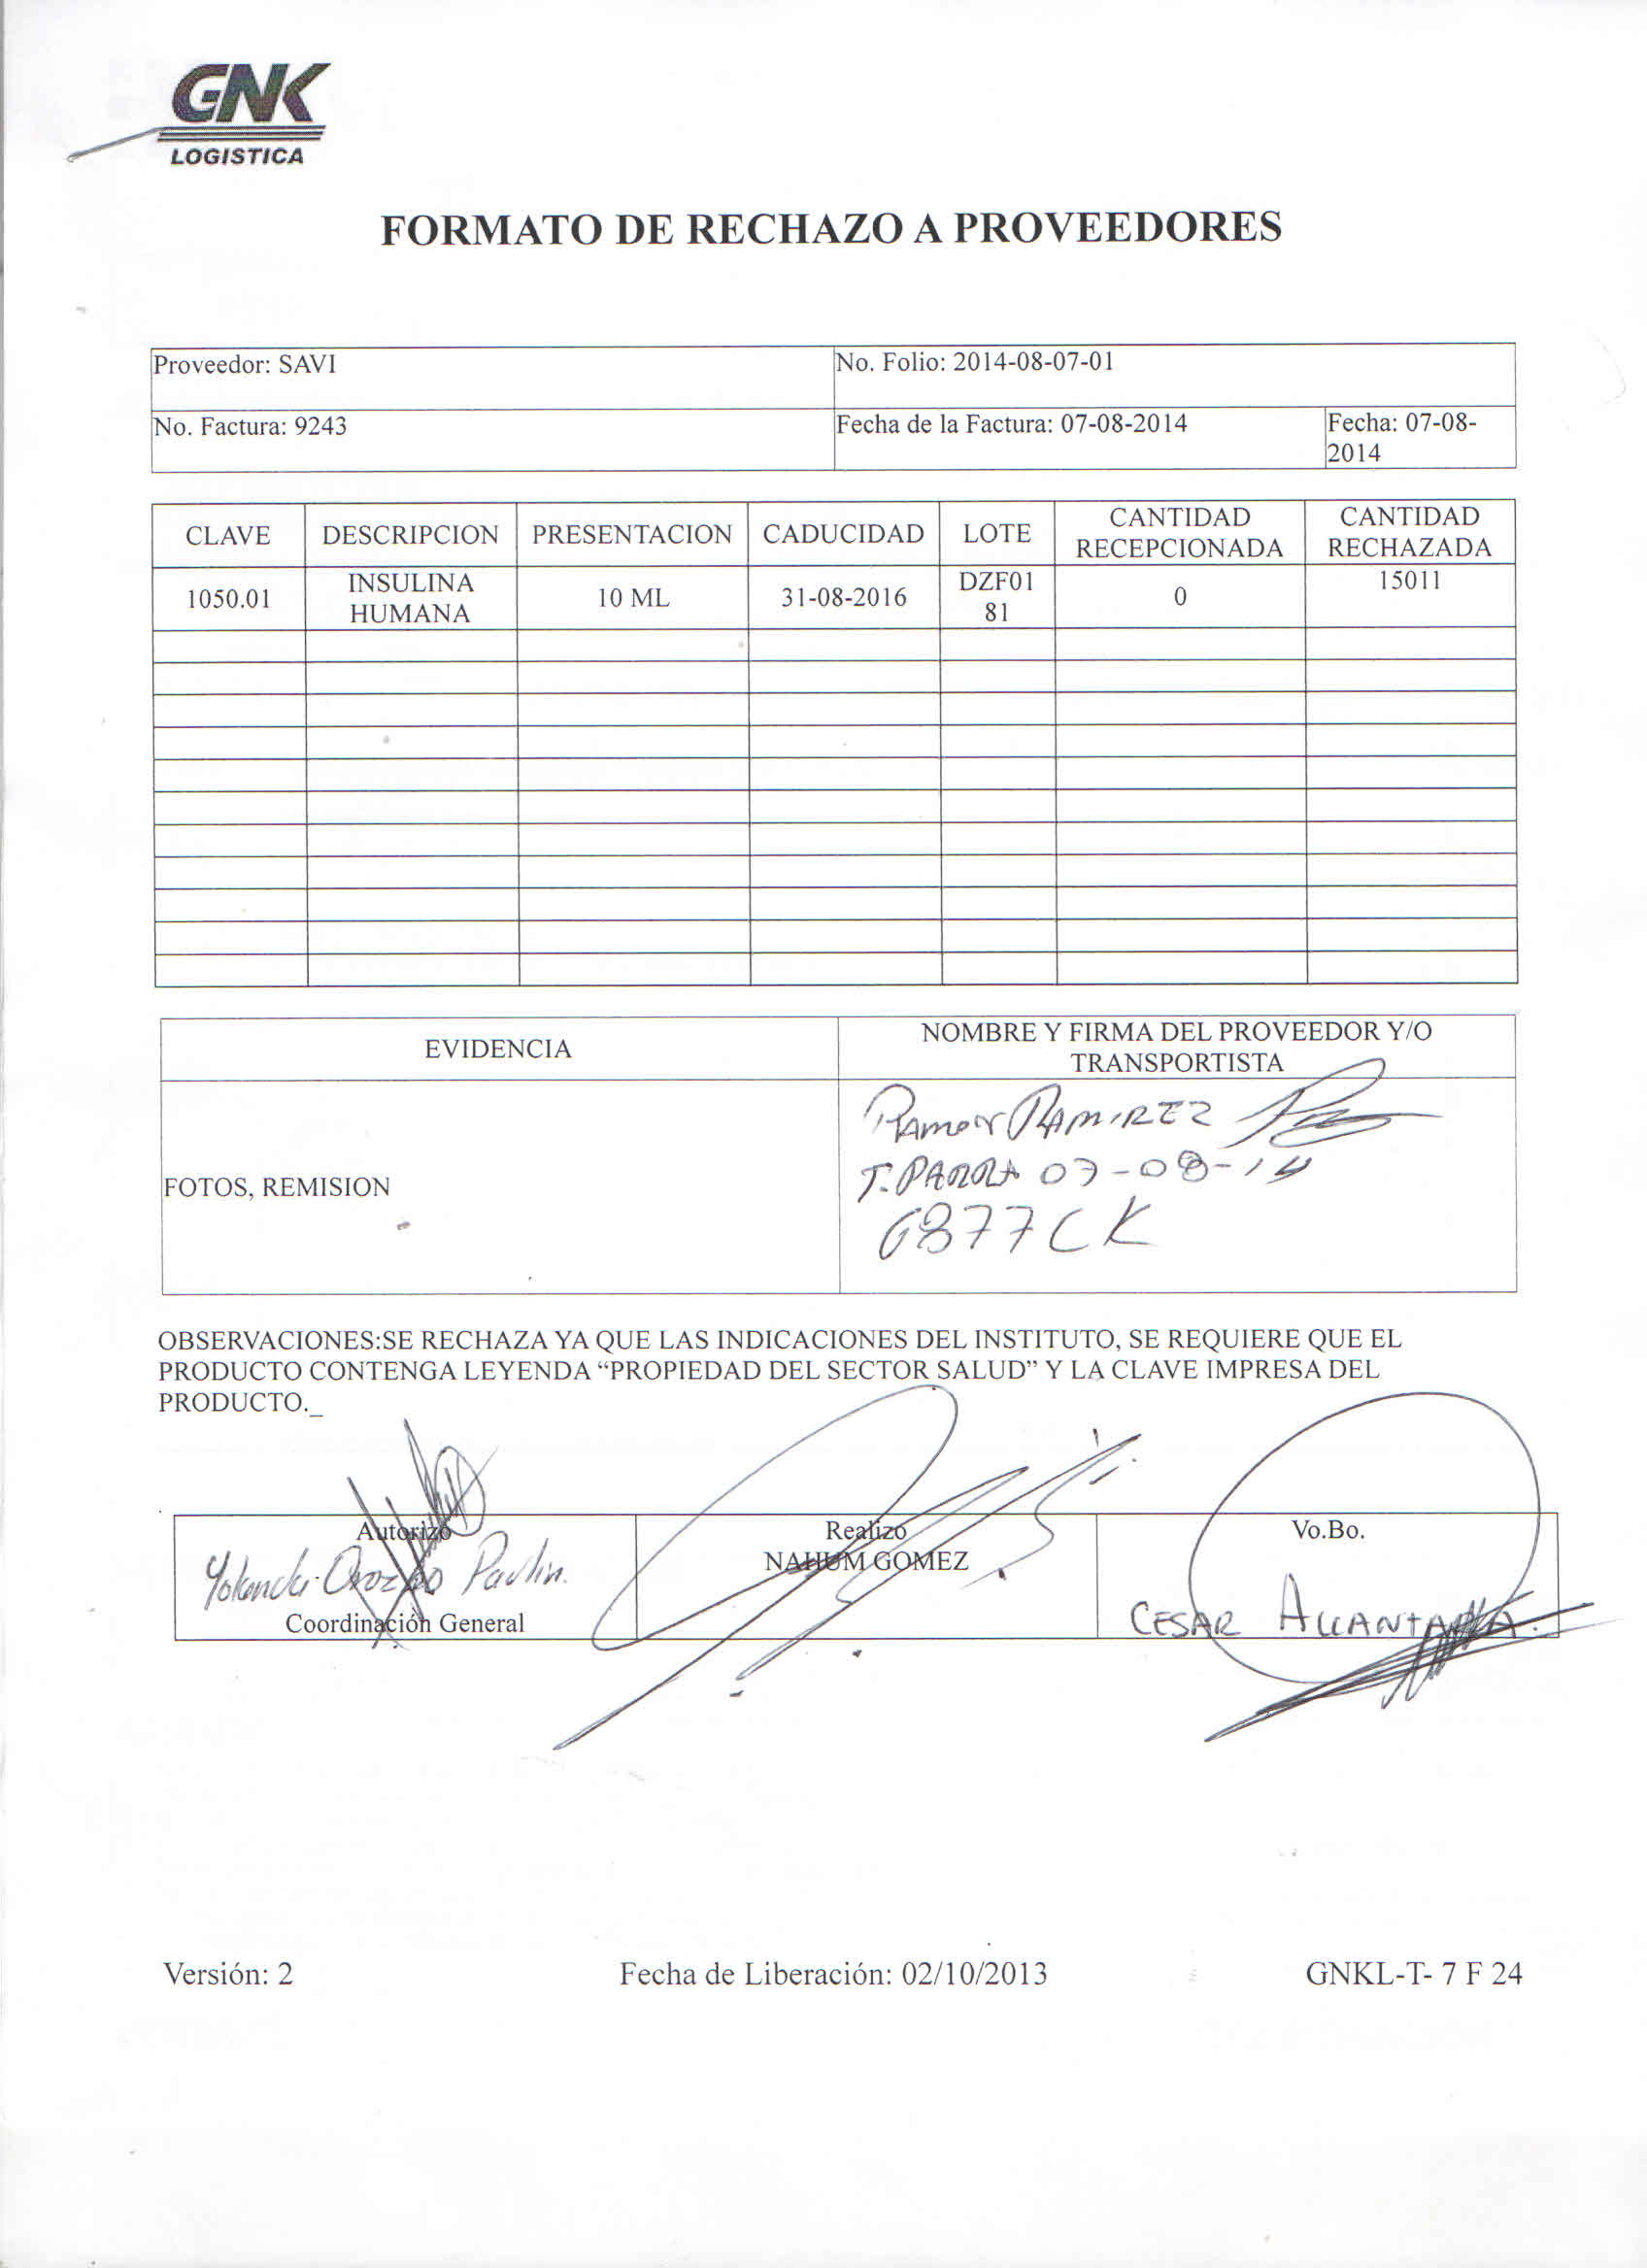 GNK
LOGISTICA
FORMATO DE RECHAZO A PROVEEDORES
Proveedor: SAVI
No. Folio: 2014-08-07-01
No. Factura: 9243
Fecha de la Factura: 07-08-2014
Fecha: 07-08-
2014
CLAVE DESCRIPCION PRESENTACION CADUCIDAD LOTE CANTIDAD RECEPCIONADA CANTIDAD RECHAZADA
1050.01 INSULINA HUMANA 10 ML 31-08-2016 DZF01 81 0 15011
EVIDENCIA
NOMBRE Y FIRMA DEL PROVEEDOR Y/O
TRANSPORTISTA
FOTOS, REMISION
Ramon RAMIREZ
T. PARRA 07-08-14
6877CK
OBSERVACIONES:SE RECHAZA YA QUE LAS INDICACIONES DEL INSTITUTO, SE REQUIERE QUE EL
PRODUCTO CONTENGA LEYENDA “PROPIEDAD DEL SECTOR SALUD” Y LA CLAVE IMPRESA DEL
PRODUCTO._
Autorizo
Yolanda Orozco Paulin.
Coordinación General
Realizo
NAHUM GOMEZ
Vo.Bo.
CESAR ALCANTARA.
Versión: 2 Fecha de Liberación: 02/10/2013 GNKL-T- 7 F 24